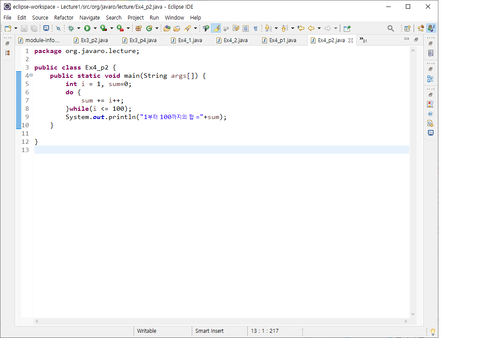 eclipse-workspace - Lecture1/src/org/javaro/lecture/Ex4_p2.java - Eclipse IDE
File Edit Refactor Source Navigate Search Project Run Window Help
module-info... Ex3_p2.java Ex3_p4.java Ex4_1.java Ex4_2.java Ex4_p1.java Ex4_p2.java
1 package org.javaro.lecture;
2
3 public class Ex4_p2 {
4 public static void main(String args[]) {
5 int i = 1, sum=0;
6 do {
7 sum += i++;
8 }while(i <= 100);
9 System.out.println("1부터 100까지의 합 ="+sum);
10 }
11
12 }
13
Writable Smart Insert 13 : 1 : 217